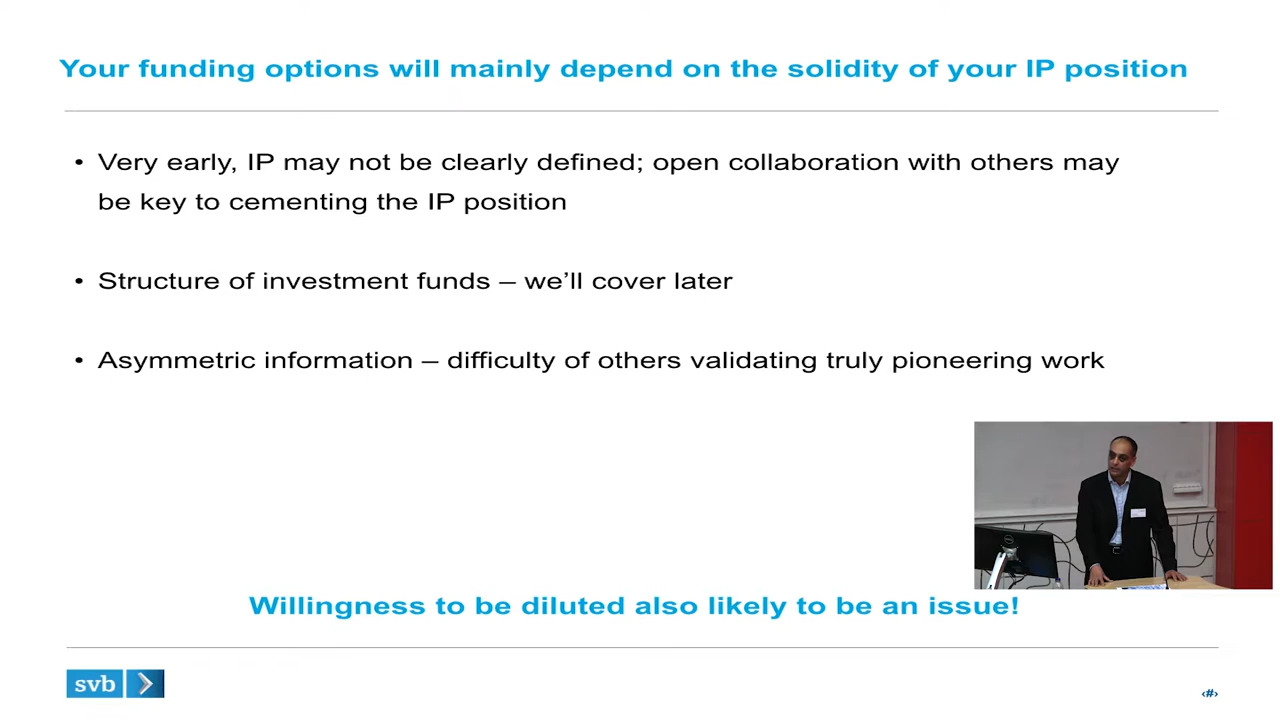 Your funding options will mainly depend on the solidity of your IP position
• Very early, IP may not be clearly defined; open collaboration with others may
be key to cementing the IP position
• Structure of investment funds – we’ll cover later
• Asymmetric information – difficulty of others validating truly pioneering work
Willingness to be diluted also likely to be an issue!
svb
‹#›